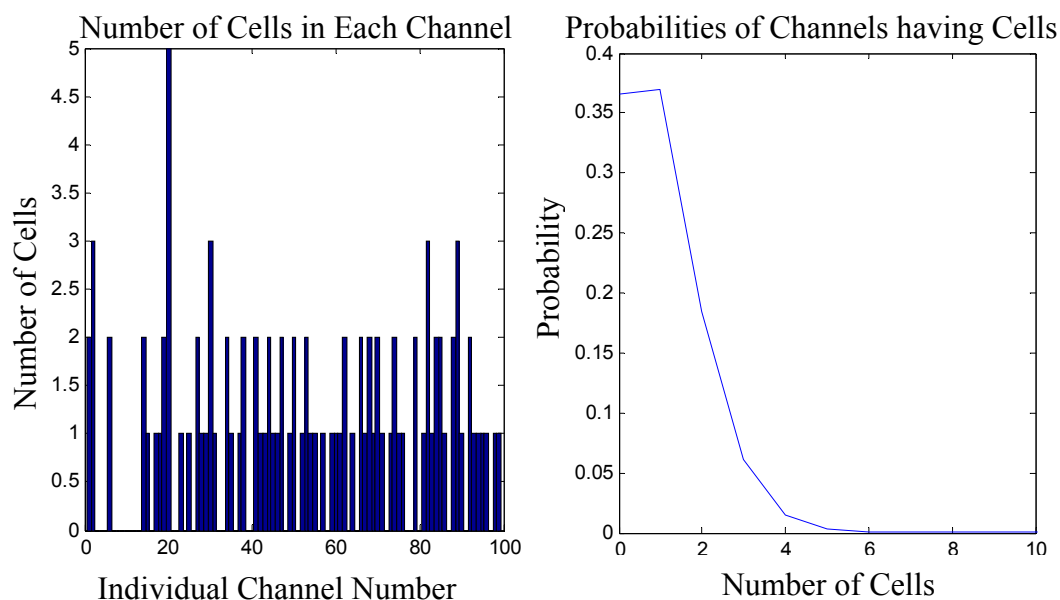 Number of Cells in Each Channel
5
4.5
4
3.5
3
2.5
2
1.5
1
0.5
0
Number of Cells
0 20 40 60 80 100
Individual Channel Number
Probabilities of Channels having Cells
0.4
0.35
0.3
0.25
0.2
0.15
0.1
0.05
0
Probability
0 2 4 6 8 10
Number of Cells